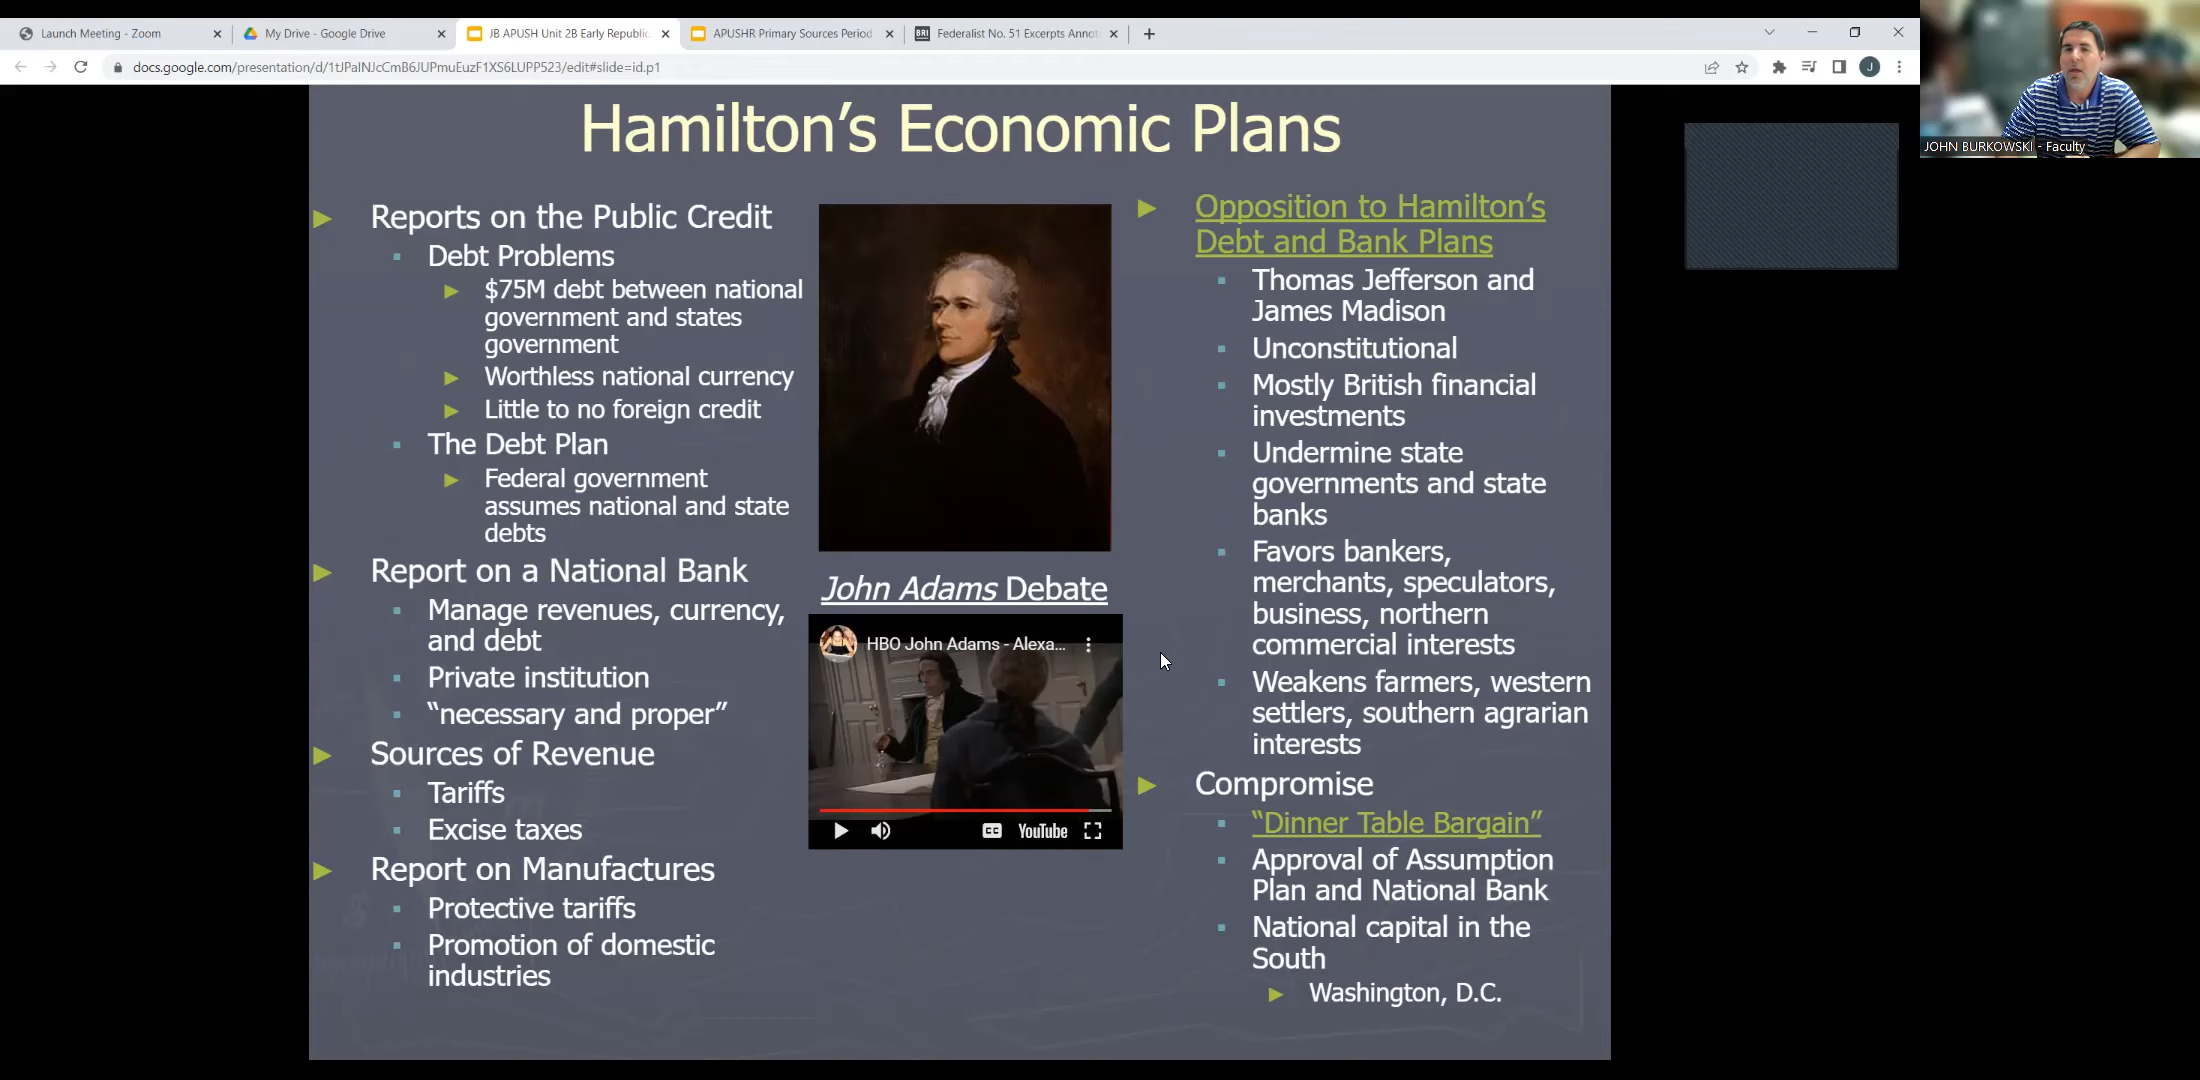 Launch Meeting - Zoom
My Drive - Google Drive
JB APUSH Unit 2B Early Republic
APUSHR Primary Sources Period
BRI
Federalist No. 51 Excerpts Annot
docs.google.com/presentation/d/1tJPaINJcCmB6JUPmuEuzF1XS6LUPP523/edit#slide=id.p1
J
JOHN BURKOWSKI - Faculty
Hamilton's Economic Plans
Reports on the Public Credit
Debt Problems
$75M debt between national
government and states
government
Worthless national currency
Little to no foreign credit
The Debt Plan
Federal government
assumes national and state
debts
Report on a National Bank
Manage revenues, currency,
and debt
Private institution
“necessary and proper”
Sources of Revenue
Tariffs
Excise taxes
Report on Manufactures
Protective tariffs
Promotion of domestic
industries
John Adams Debate
HBO John Adams - Alexa...
CC
YouTube
Opposition to Hamilton's
Debt and Bank Plans
Thomas Jefferson and
James Madison
Unconstitutional
Mostly British financial
investments
Undermine state
governments and state
banks
Favors bankers,
merchants, speculators,
business, northern
commercial interests
Weakens farmers, western
settlers, southern agrarian
interests
Compromise
“Dinner Table Bargain”
Approval of Assumption
Plan and National Bank
National capital in the
South
Washington, D.C.